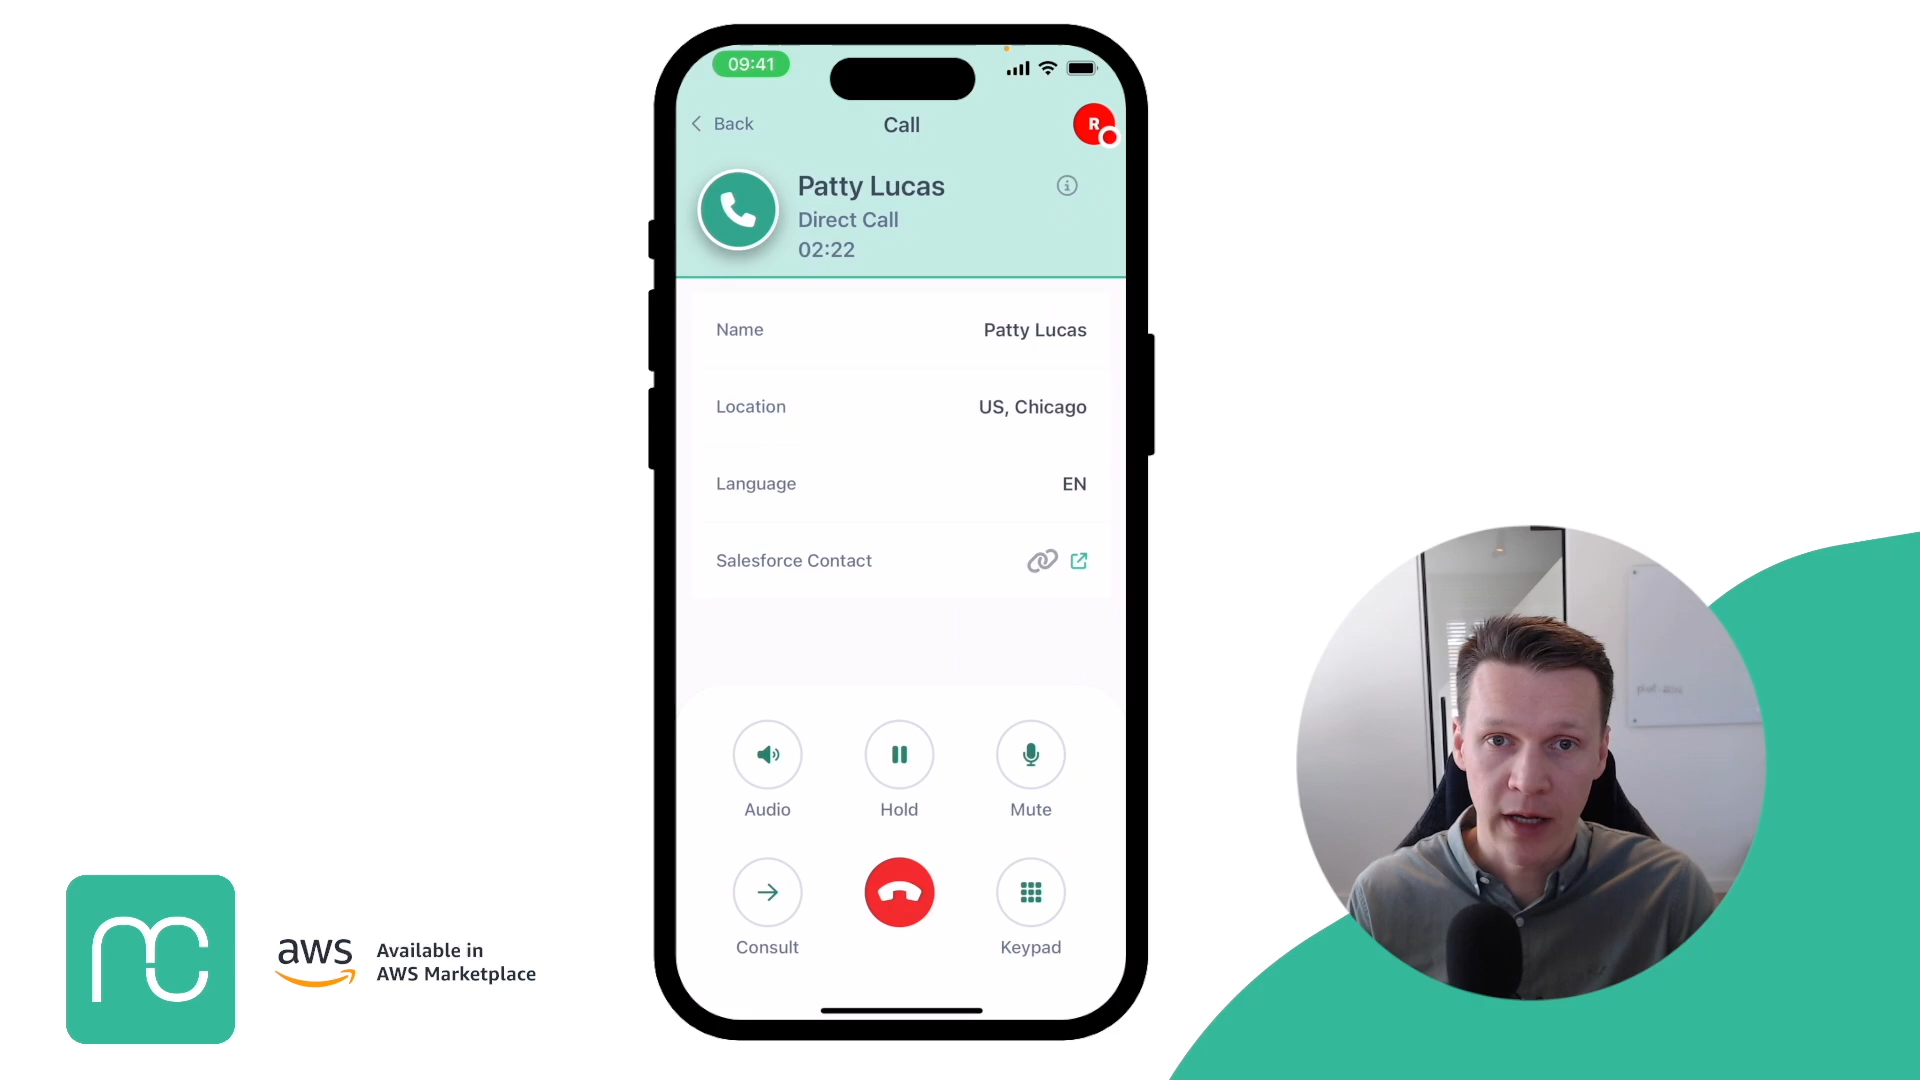 09:41
Back
Call
R
Patty Lucas
Direct Call
02:22
Name
Patty Lucas
Location
US, Chicago
Language
EN
Salesforce Contact
Audio
Hold
Mute
Consult
Keypad
aws
Available in
AWS Marketplace